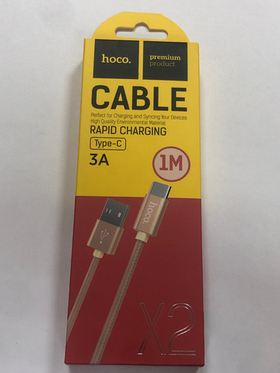 hoco.
premium
product
CABLE
Perfect for Charging and Syncing Your Devices
High Quality Environmental Material
RAPID CHARGING
Type-C
3A
1M
hoco.
X2